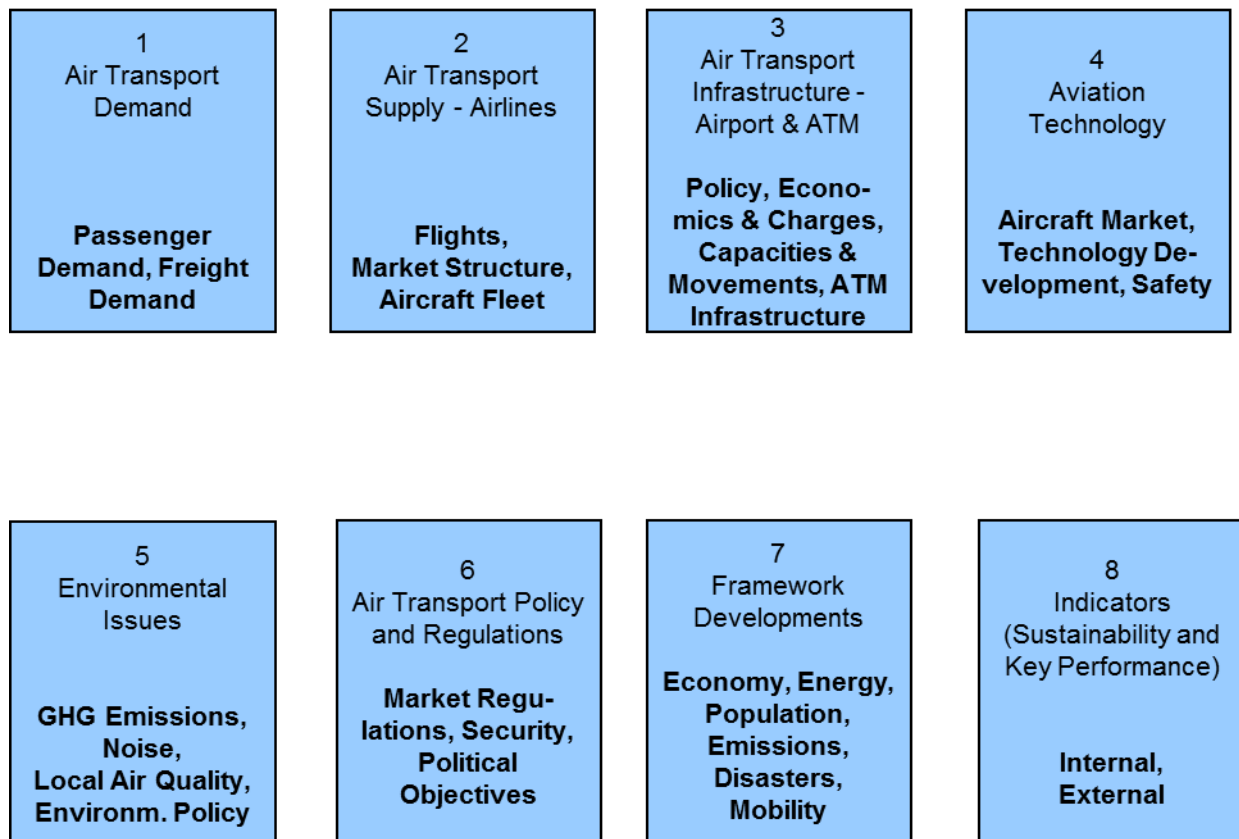 1
Air Transport
Demand
Passenger
Demand, Freight
Demand
2
Air Transport
Supply - Airlines
Flights,
Market Structure,
Aircraft Fleet
3
Air Transport
Infrastructure -
Airport & ATM
Policy, Econo-
mics & Charges,
Capacities &
Movements, ATM
Infrastructure
4
Aviation
Technology
Aircraft Market,
Technology De-
velopment, Safety
5
Environmental
Issues
GHG Emissions,
Noise,
Local Air Quality,
Environm. Policy
6
Air Transport Policy
and Regulations
Market Regu-
lations, Security,
Political
Objectives
7
Framework
Developments
Economy, Energy,
Population,
Emissions,
Disasters,
Mobility
8
Indicators
(Sustainability and
Key Performance)
Internal,
External